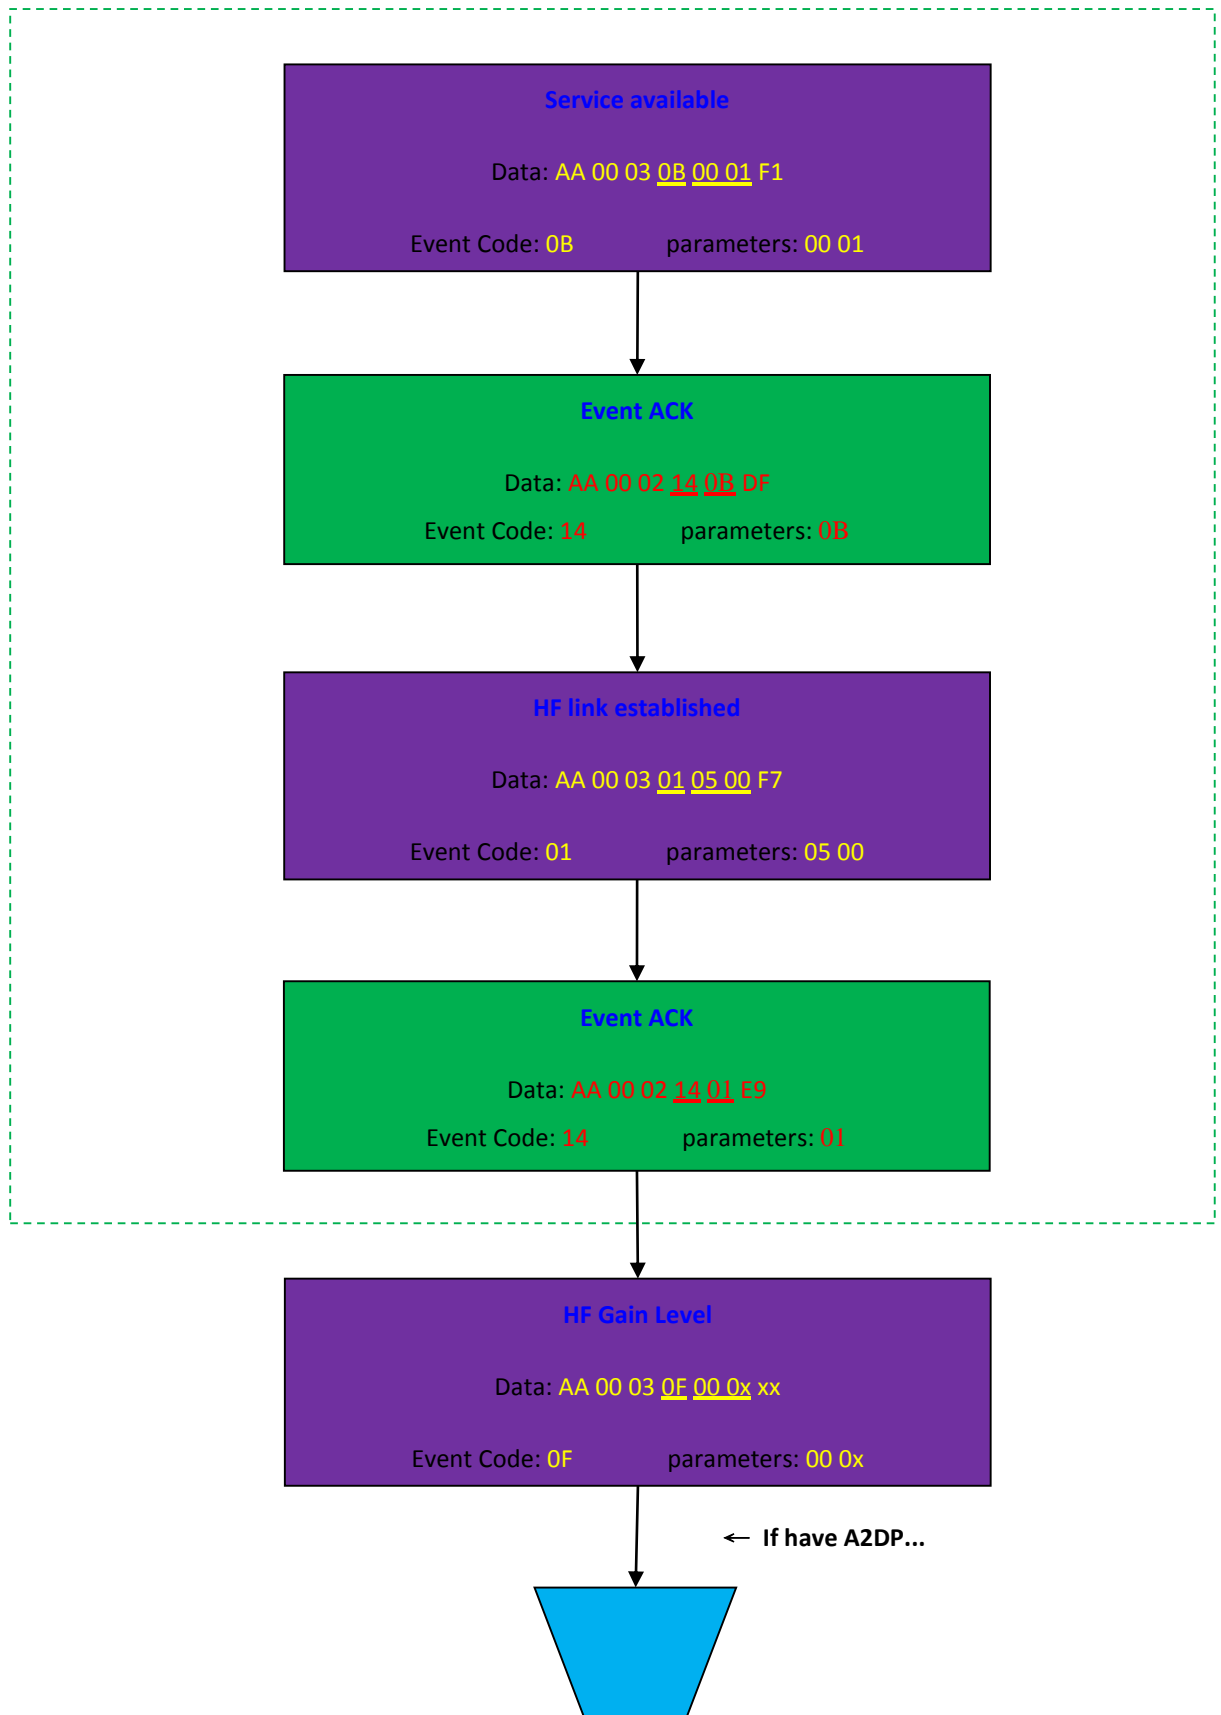 Service available
Data: AA 00 03 0B 00 01 F1
Event Code: 0B parameters: 00 01
Event ACK
Data: AA 00 02 14 0B DF
Event Code: 14 parameters: 0B
HF link established
Data: AA 00 03 01 05 00 F7
Event Code: 01 parameters: 05 00
Event ACK
Data: AA 00 02 14 01 E9
Event Code: 14 parameters: 01
HF Gain Level
Data: AA 00 03 0F 00 0x xx
Event Code: 0F parameters: 00 0x
← If have A2DP...